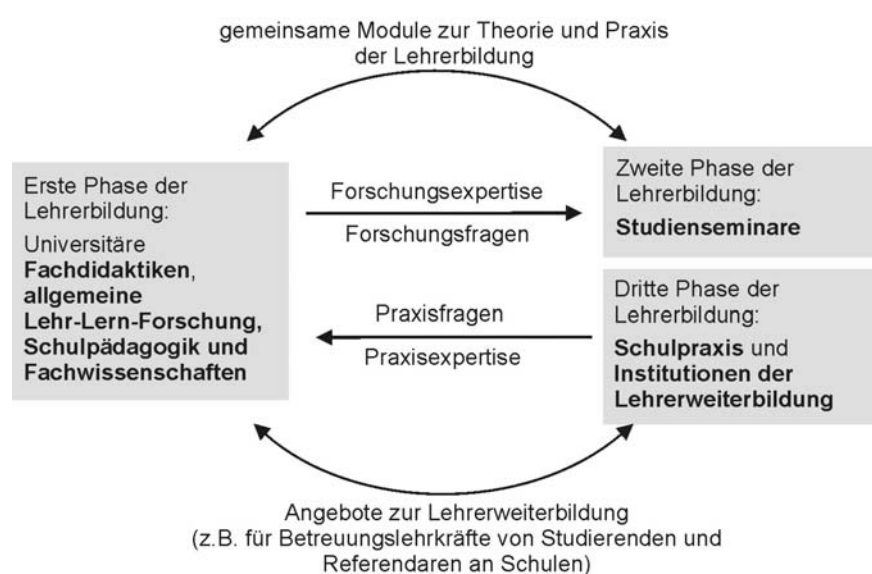 gemeinsame Module zur Theorie und Praxis
der Lehrerbildung
Erste Phase der
Lehrerbildung:
Universitäre
Fachdidaktiken,
allgemeine
Lehr-Lern-Forschung,
Schulpädagogik und
Fachwissenschaften
Forschungsexpertise
Forschungsfragen
Praxisfragen
Praxisexpertise
Zweite Phase der
Lehrerbildung:
Studienseminare
Dritte Phase der
Lehrerbildung:
Schulpraxis und
Institutionen der
Lehrerweiterbildung
Angebote zur Lehrerweiterbildung
(z.B. für Betreuungslehrkräfte von Studierenden und
Referendaren an Schulen)